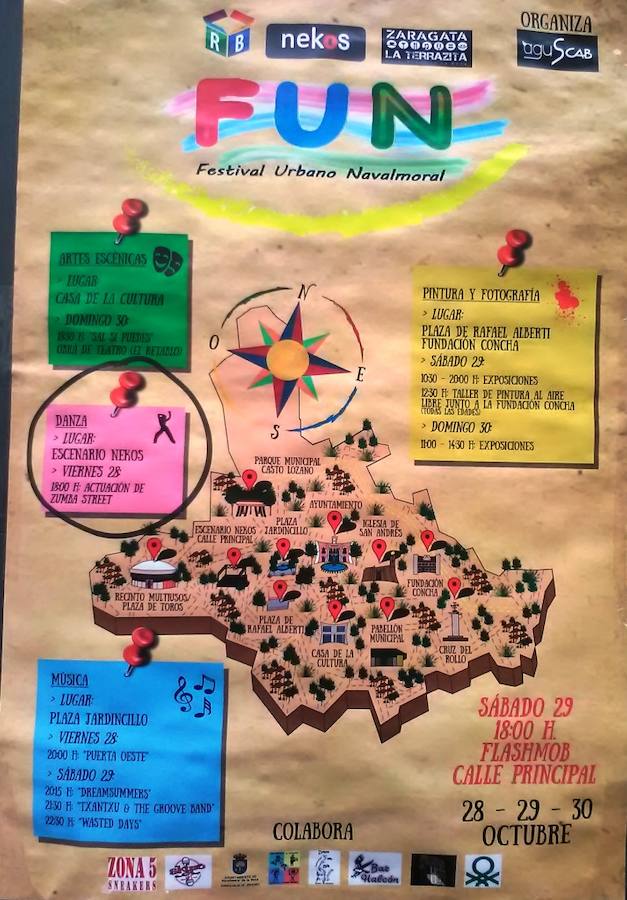 RB
nekos
ZARAGATA
LA TERRAZITA
ORGANIZA
aguSCAB
FUN
Festival Urbano Navalmoral
ARTES ESCÉNICAS
> LUGAR:
CASA DE LA CULTURA
> DOMINGO 30:
OBRA DE TEATRO (EL RETABLO)
DANZA
> LUGAR:
ESCENARIO NEKOS
> VIERNES 28:
18:00 H: ACTUACIÓN DE
ZUMBA STREET
PINTURA Y FOTOGRAFÍA
> LUGAR:
PLAZA DE RAFAEL ALBERTI
FUNDACIÓN CONCHA
> SÁBADO 29:
10:30 - 20:00 H: EXPOSICIONES
12:30 H: TALLER DE PINTURA AL AIRE
LIBRE JUNTO A LA FUNDACIÓN CONCHA
(TODAS LAS EDADES)
> DOMINGO 30:
11:00 - 14:30 H: EXPOSICIONES
N
O
E
S
PARQUE MUNICIPAL
CASTO LOZANO
AYUNTAMIENTO
ESCENARIO NEKOS
CALLE PRINCIPAL
PLAZA
JARDINCILLO
IGLESIA DE
SAN ANDRÉS
RECINTO MULTIUSOS/
PLAZA DE TOROS
FUNDACIÓN
CONCHA
PLAZA DE
RAFAEL ALBERTI
CASA DE LA
CULTURA
PABELLÓN
MUNICIPAL
CRUZ DEL
ROLLO
MÚSICA
> LUGAR:
PLAZA JARDINCILLO
> VIERNES 28:
20:00 H: "PUERTA OESTE"
> SÁBADO 29:
20:15 H: "DREAMSUMMERS"
21:30 H: "TXANTXU & THE GROOVE BAND"
22:30 H: "WASTED DAYS"
SÁBADO 29
18:00 H.
FLASHMOB
CALLE PRINCIPAL
28 - 29 - 30
OCTUBRE
COLABORA
ZONA 5
SNEAKERS
Bar
Halcón